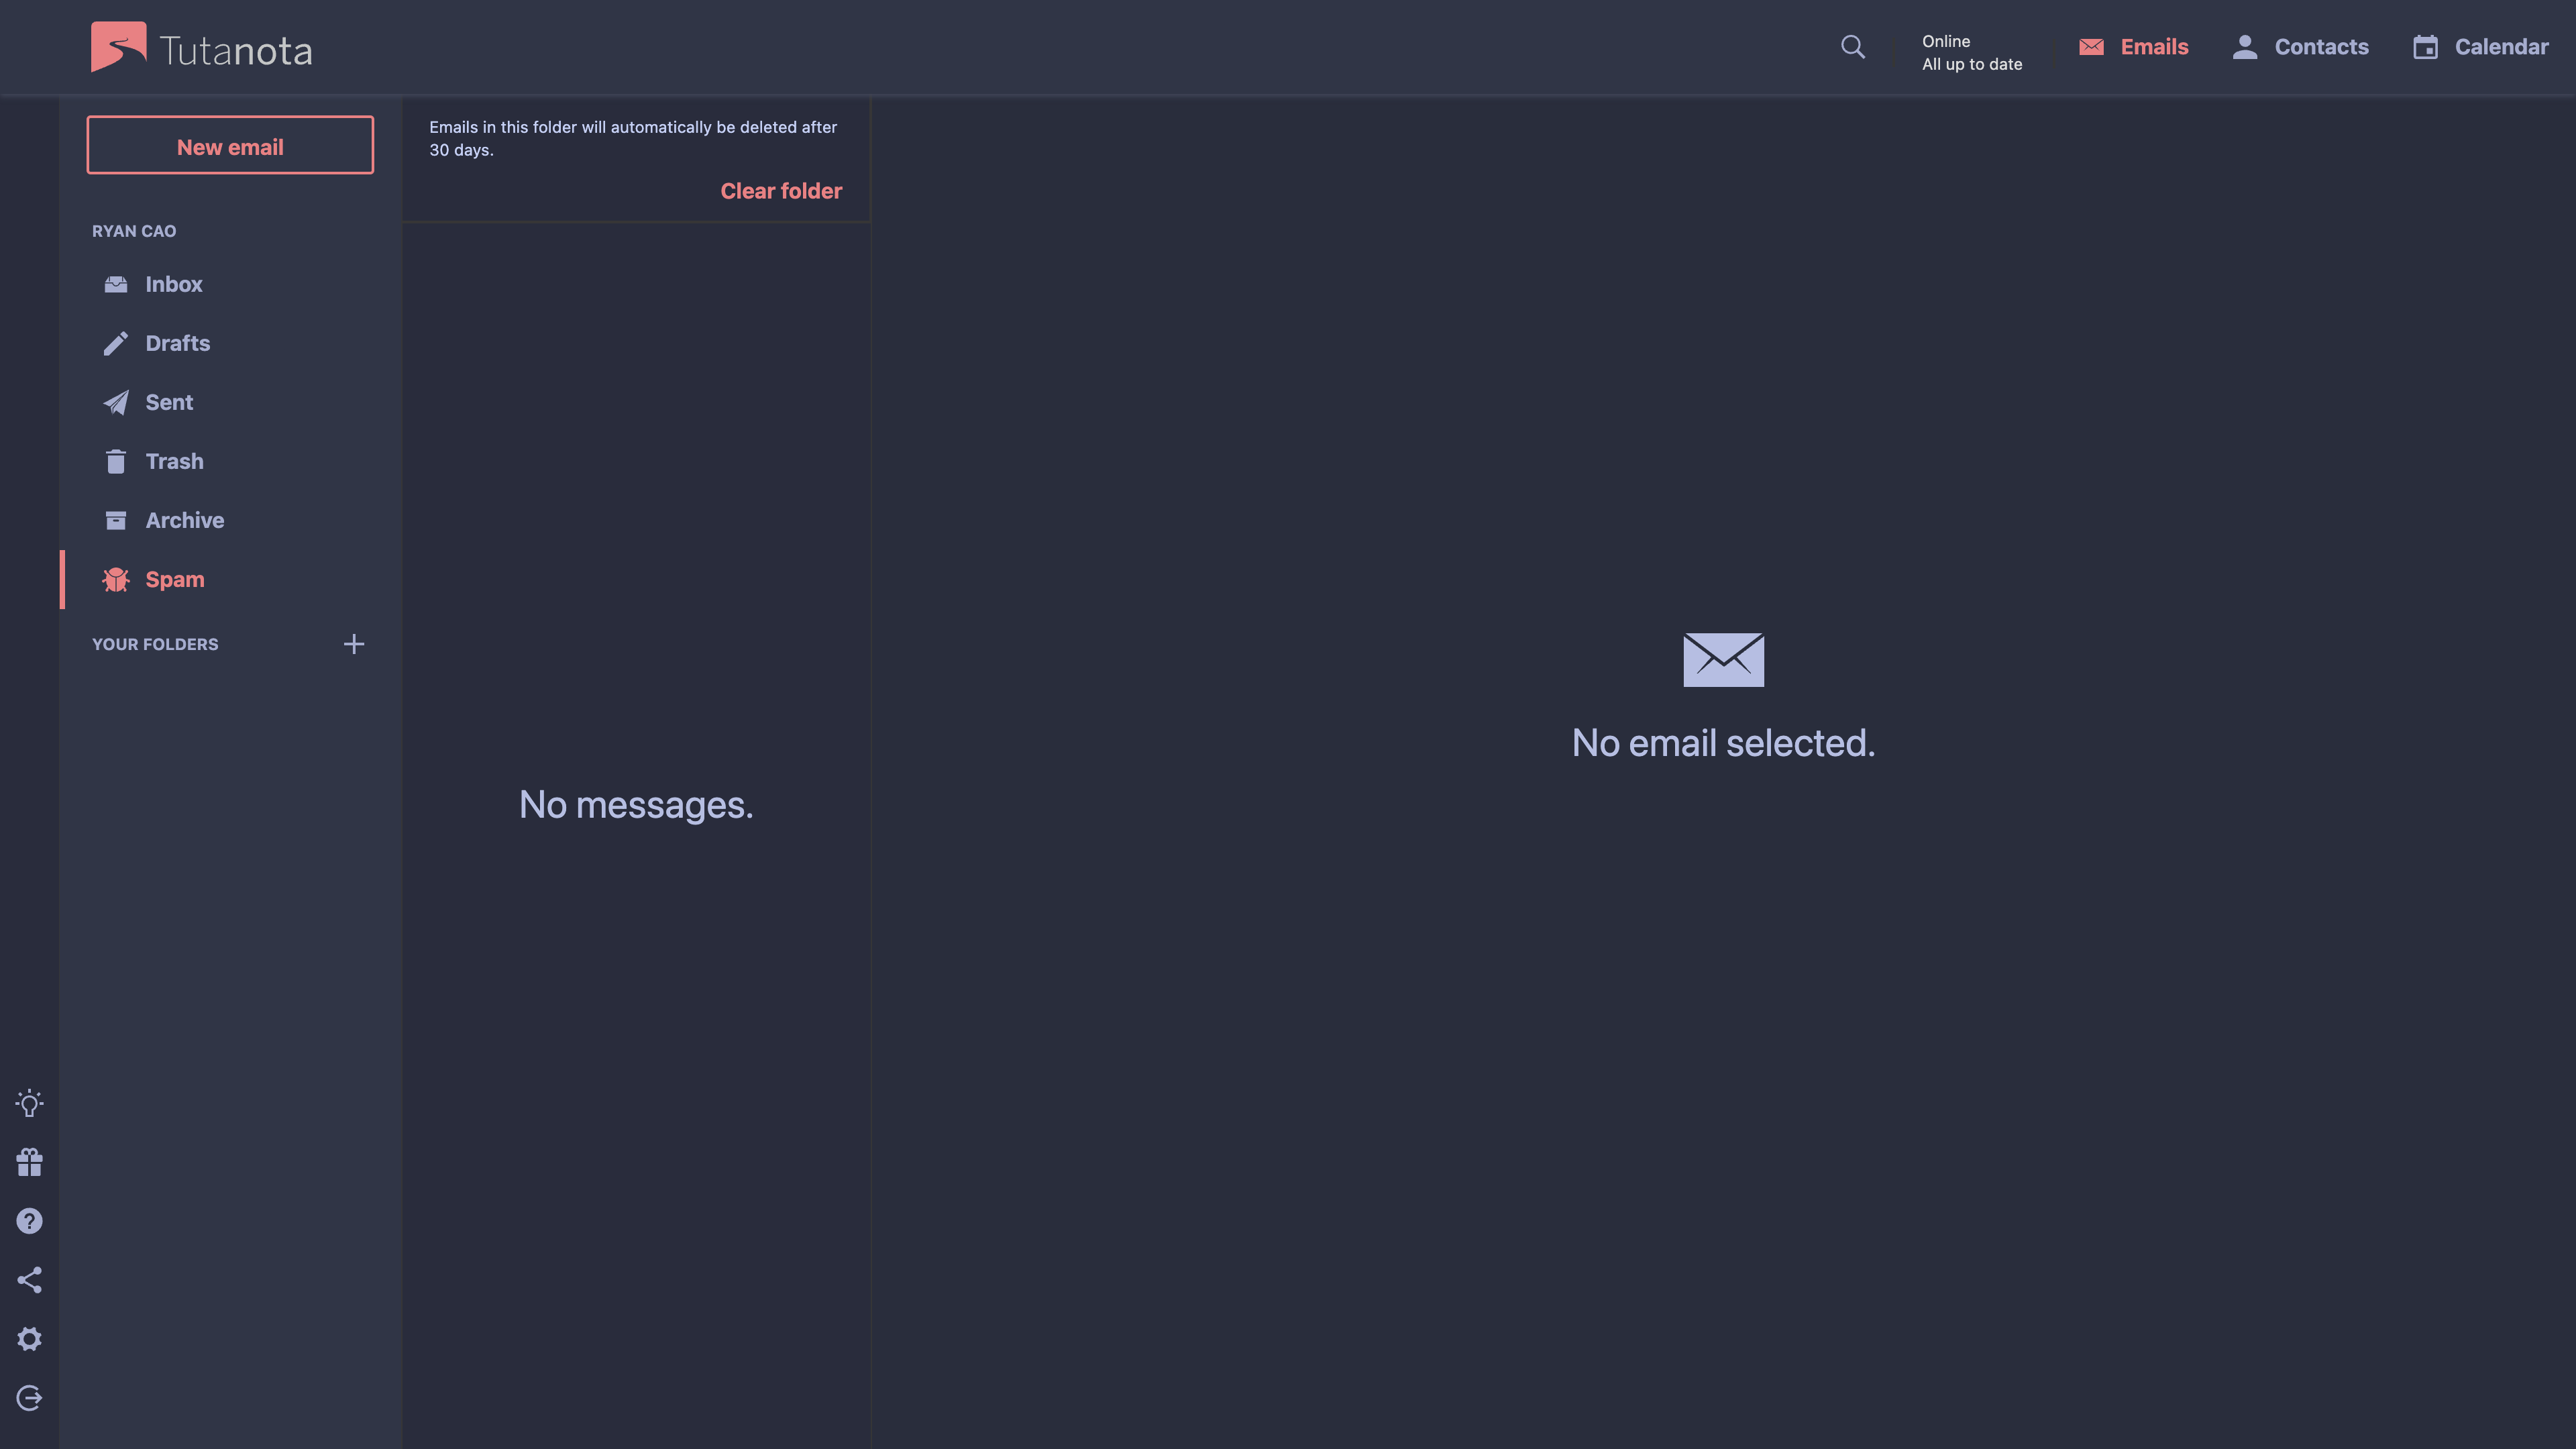 Tutanota
Online
All up to date
Emails
Contacts
Calendar
New email
RYAN CAO
Inbox
Drafts
Sent
Trash
Archive
Spam
YOUR FOLDERS
Emails in this folder will automatically be deleted after
30 days.
Clear folder
No messages.
No email selected.